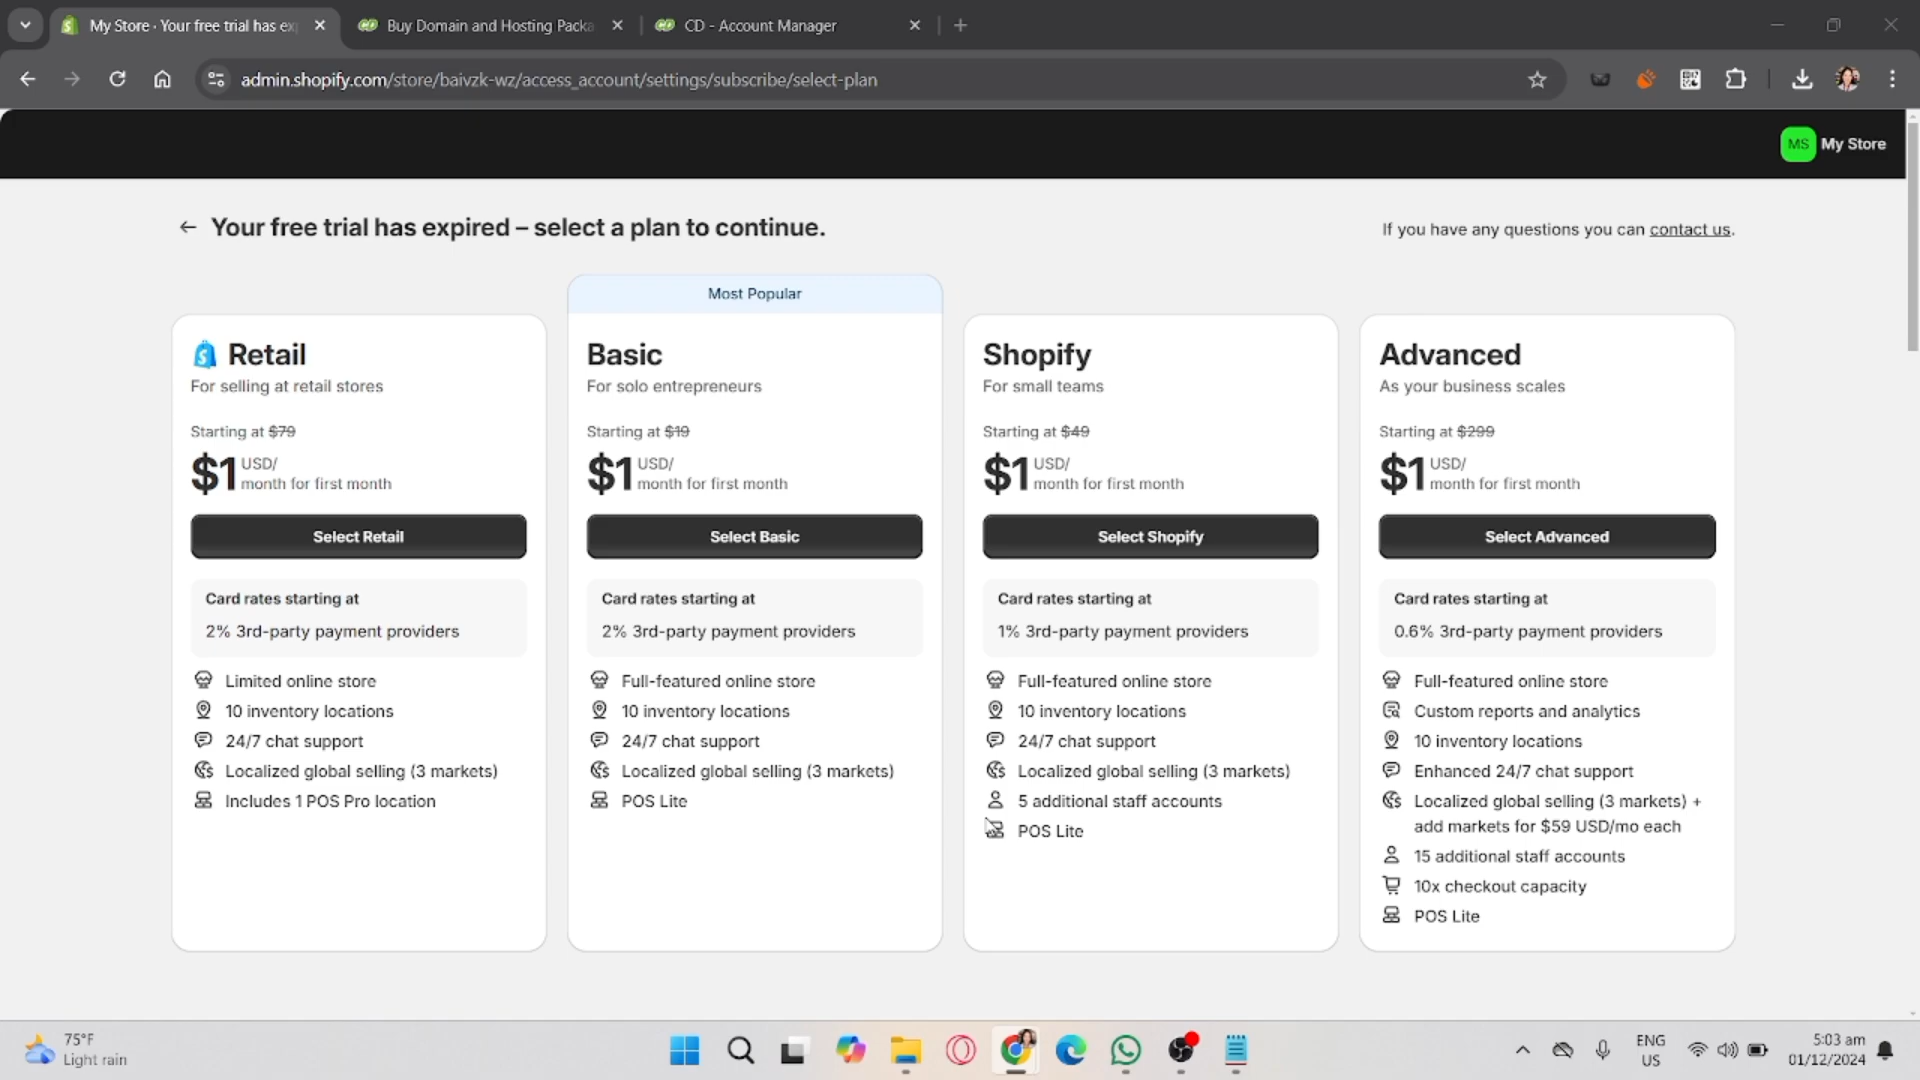 My Store · Your free trial has ex
Buy Domain and Hosting Packa
CD - Account Manager
admin.shopify.com/store/baivzk-wz/access_account/settings/subscribe/select-plan
MS My Store
Your free trial has expired – select a plan to continue.
If you have any questions you can contact us.
Most Popular
Retail
For selling at retail stores
Starting at $79
$1 USD/
month for first month
Select Retail
Card rates starting at
2% 3rd-party payment providers
Limited online store
10 inventory locations
24/7 chat support
Localized global selling (3 markets)
Includes 1 POS Pro location
Basic
For solo entrepreneurs
Starting at $19
$1 USD/
month for first month
Select Basic
Card rates starting at
2% 3rd-party payment providers
Full-featured online store
10 inventory locations
24/7 chat support
Localized global selling (3 markets)
POS Lite
Shopify
For small teams
Starting at $49
$1 USD/
month for first month
Select Shopify
Card rates starting at
1% 3rd-party payment providers
Full-featured online store
10 inventory locations
24/7 chat support
Localized global selling (3 markets)
5 additional staff accounts
POS Lite
Advanced
As your business scales
Starting at $299
$1 USD/
month for first month
Select Advanced
Card rates starting at
0.6% 3rd-party payment providers
Full-featured online store
Custom reports and analytics
10 inventory locations
Enhanced 24/7 chat support
Localized global selling (3 markets) +
add markets for $59 USD/mo each
15 additional staff accounts
10x checkout capacity
POS Lite
75°F
Light rain
ENG
US
5:03 am
01/12/2024